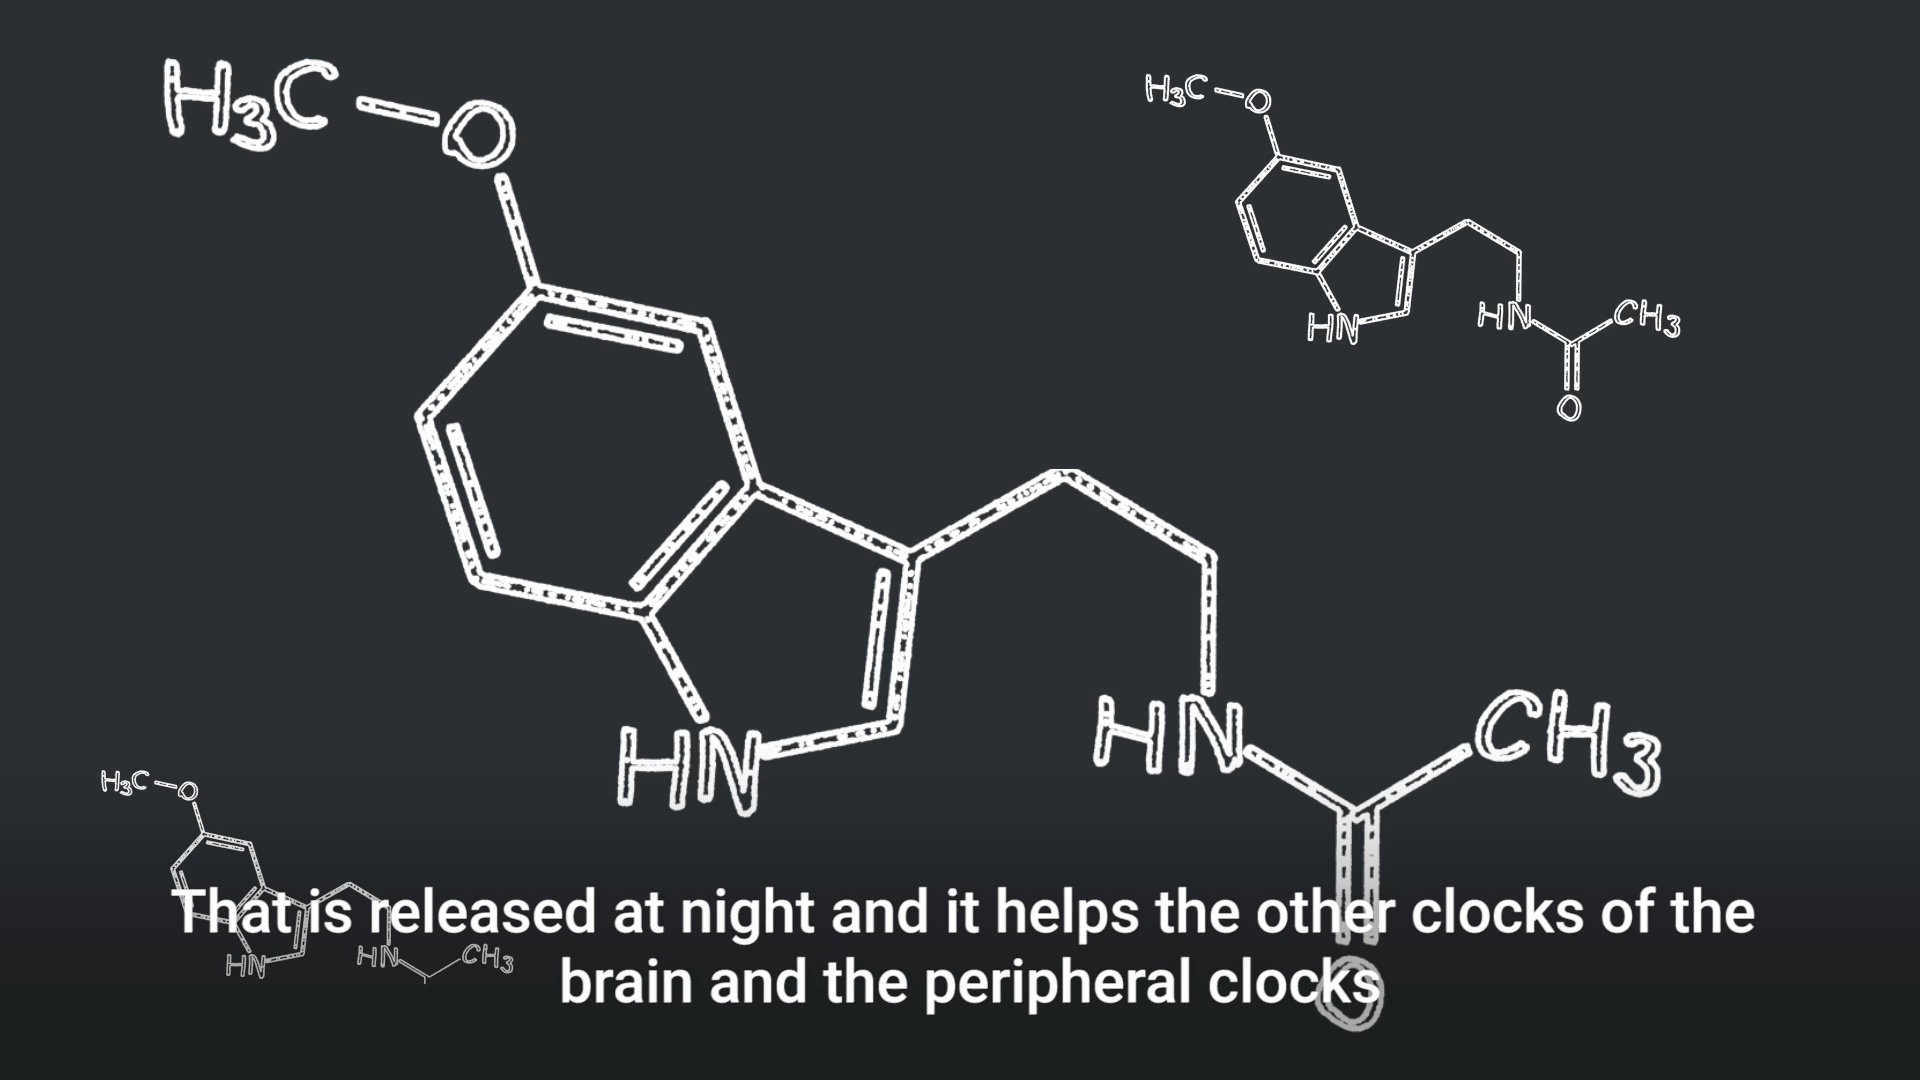 H3C
O
HN
HN
CH3
O
H3C
O
HN
HN
CH3
O
H3C
O
HN
HN
CH3
That is released at night and it helps the other clocks of the
brain and the peripheral clocks